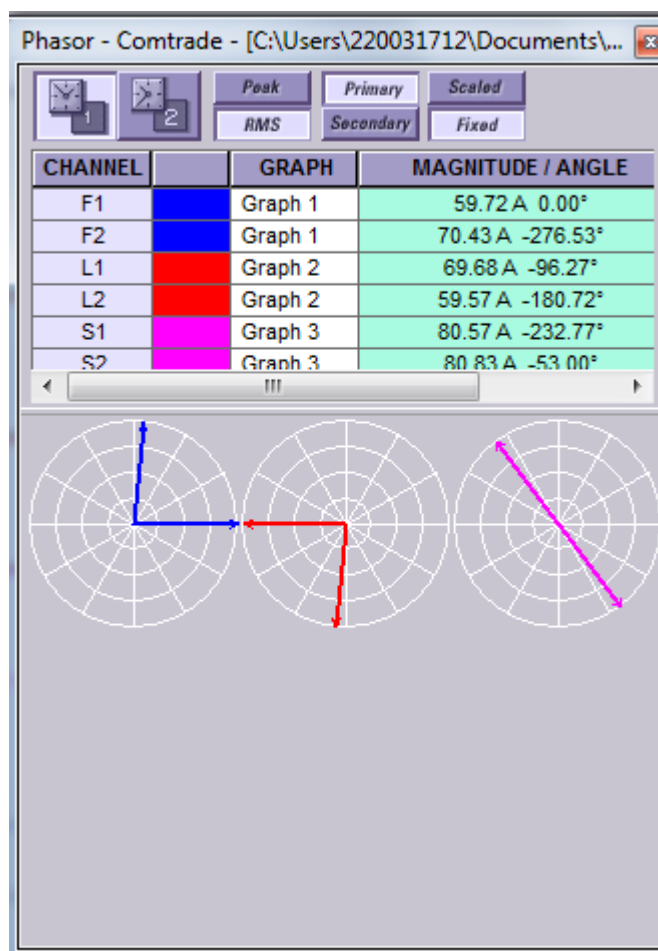 Phasor - Comtrade - [C:\Users\220031712\Documents\...
Peak Primary Scaled
1 2 RMS Secondary Fixed
CHANNEL GRAPH MAGNITUDE / ANGLE
F1 Graph 1 59.72 A 0.00°
F2 Graph 1 70.43 A -276.53°
L1 Graph 2 69.68 A -96.27°
L2 Graph 2 59.57 A -180.72°
S1 Graph 3 80.57 A -232.77°
S2 Graph 3 80.83 A -53.00°